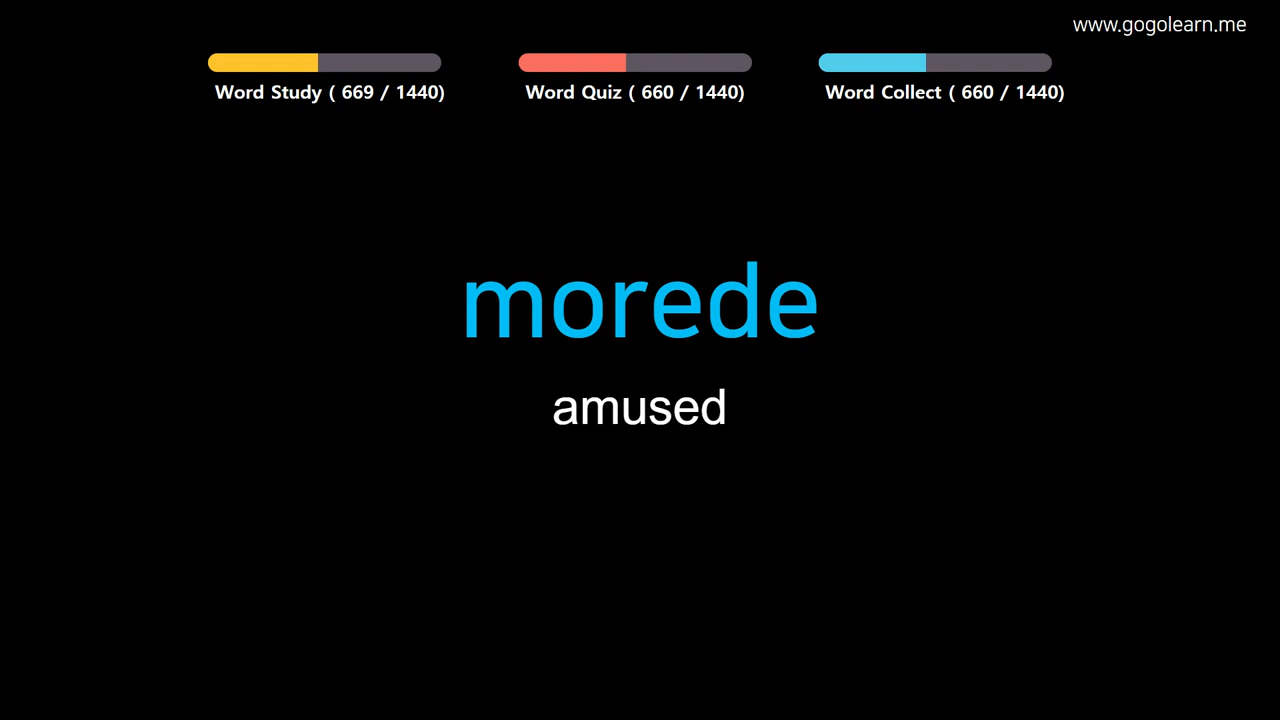 www.gogolearn.me
Word Study ( 669 / 1440)
Word Quiz ( 660 / 1440)
Word Collect ( 660 / 1440)
morede
amused